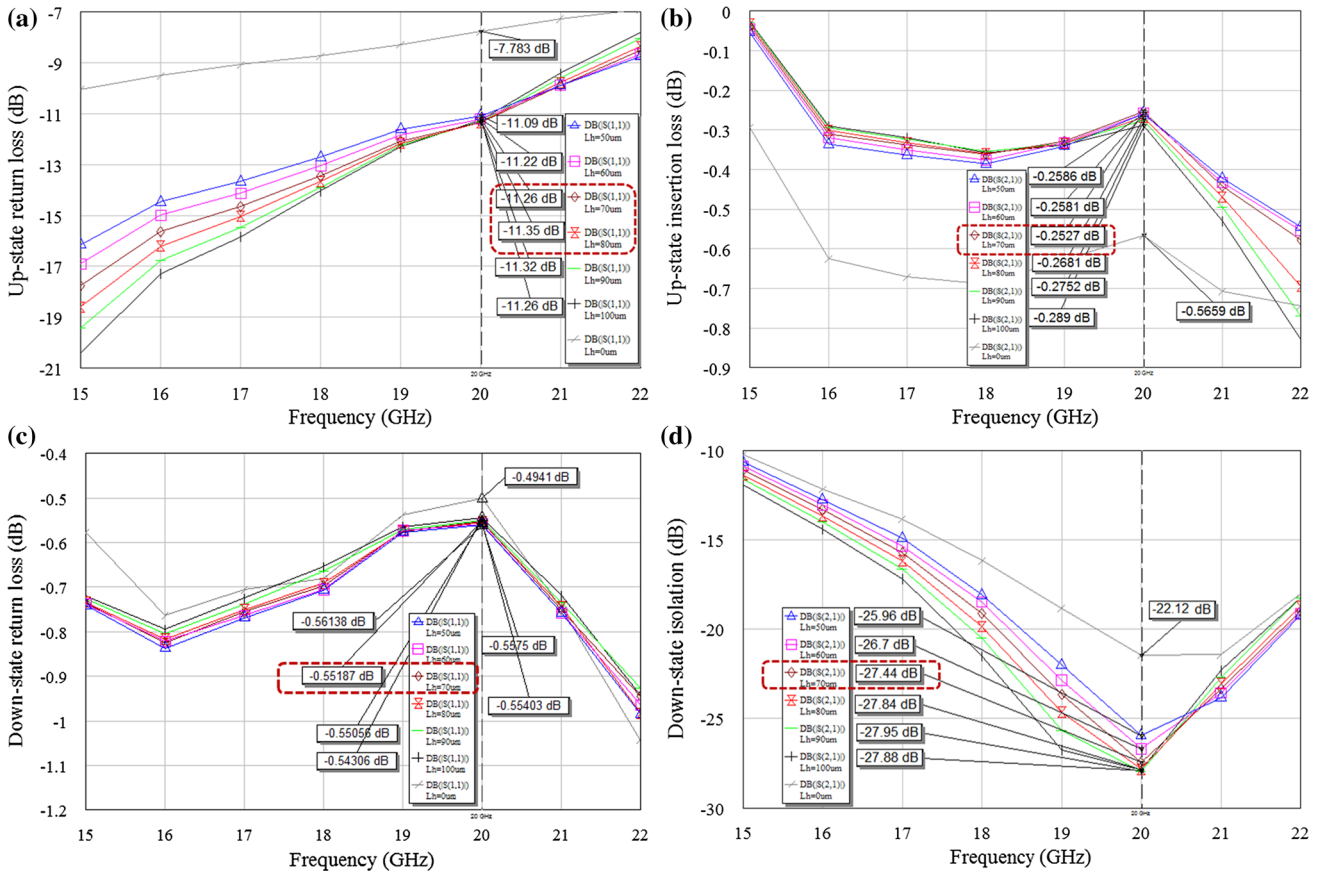 (a)
Up-state return loss (dB)
-7
-9
-11
-13
-15
-17
-19
-21
-7.783 dB
-11.09 dB
-11.22 dB
-11.26 dB
-11.35 dB
-11.32 dB
-11.26 dB
DB(|S(1,1)|)
Lh=50um
DB(|S(1,1)|)
Lh=60um
DB(|S(1,1)|)
Lh=70um
DB(|S(1,1)|)
Lh=80um
DB(|S(1,1)|)
Lh=90um
DB(|S(1,1)|)
Lh=100um
DB(|S(1,1)|)
Lh=0um
20 GHz
15 16 17 18 19 20 21 22
Frequency (GHz)
(b)
Up-state insertion loss (dB)
0
-0.1
-0.2
-0.3
-0.4
-0.5
-0.6
-0.7
-0.8
-0.9
DB(|S(2,1)|)
Lh=50um
DB(|S(2,1)|)
Lh=60um
DB(|S(2,1)|)
Lh=70um
DB(|S(2,1)|)
Lh=80um
DB(|S(2,1)|)
Lh=90um
DB(|S(2,1)|)
Lh=100um
DB(|S(2,1)|)
Lh=0um
-0.2586 dB
-0.2581 dB
-0.2527 dB
-0.2681 dB
-0.2752 dB
-0.289 dB
-0.5659 dB
20 GHz
15 16 17 18 19 20 21 22
Frequency (GHz)
(c)
Down-state return loss (dB)
-0.4
-0.5
-0.6
-0.7
-0.8
-0.9
-1
-1.1
-1.2
-0.4941 dB
-0.56138 dB
-0.55187 dB
-0.55056 dB
-0.54306 dB
-0.5575 dB
-0.55403 dB
DB(|S(1,1)|)
Lh=50um
DB(|S(1,1)|)
Lh=60um
DB(|S(1,1)|)
Lh=70um
DB(|S(1,1)|)
Lh=80um
DB(|S(1,1)|)
Lh=90um
DB(|S(1,1)|)
Lh=100um
DB(|S(1,1)|)
Lh=0um
20 GHz
15 16 17 18 19 20 21 22
Frequency (GHz)
(d)
Down-state isolation (dB)
-10
-15
-20
-25
-30
DB(|S(2,1)|)
Lh=50um
DB(|S(2,1)|)
Lh=60um
DB(|S(2,1)|)
Lh=70um
DB(|S(2,1)|)
Lh=80um
DB(|S(2,1)|)
Lh=90um
DB(|S(2,1)|)
Lh=100um
DB(|S(2,1)|)
Lh=0um
-25.96 dB
-26.7 dB
-27.44 dB
-27.84 dB
-27.95 dB
-27.88 dB
-22.12 dB
20 GHz
15 16 17 18 19 20 21 22
Frequency (GHz)